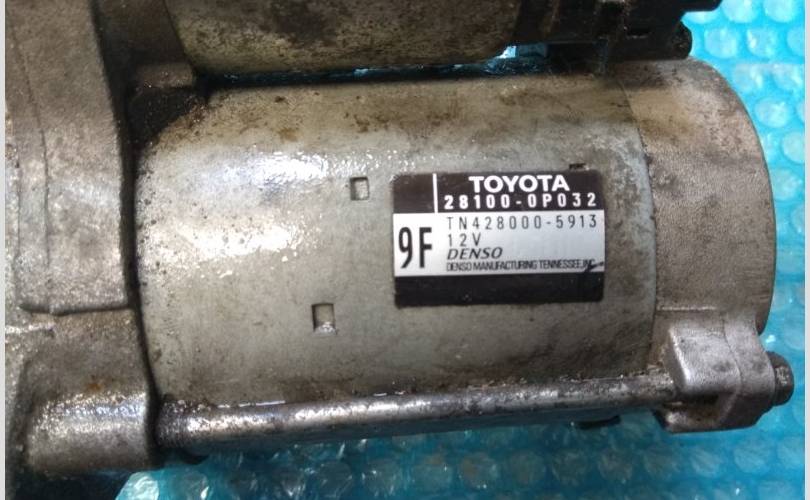 TOYOTA
28100-0P032
TN428000-5913
12V
9F
DENSO
DENSO MANUFACTURING TENNESSEE,INC.